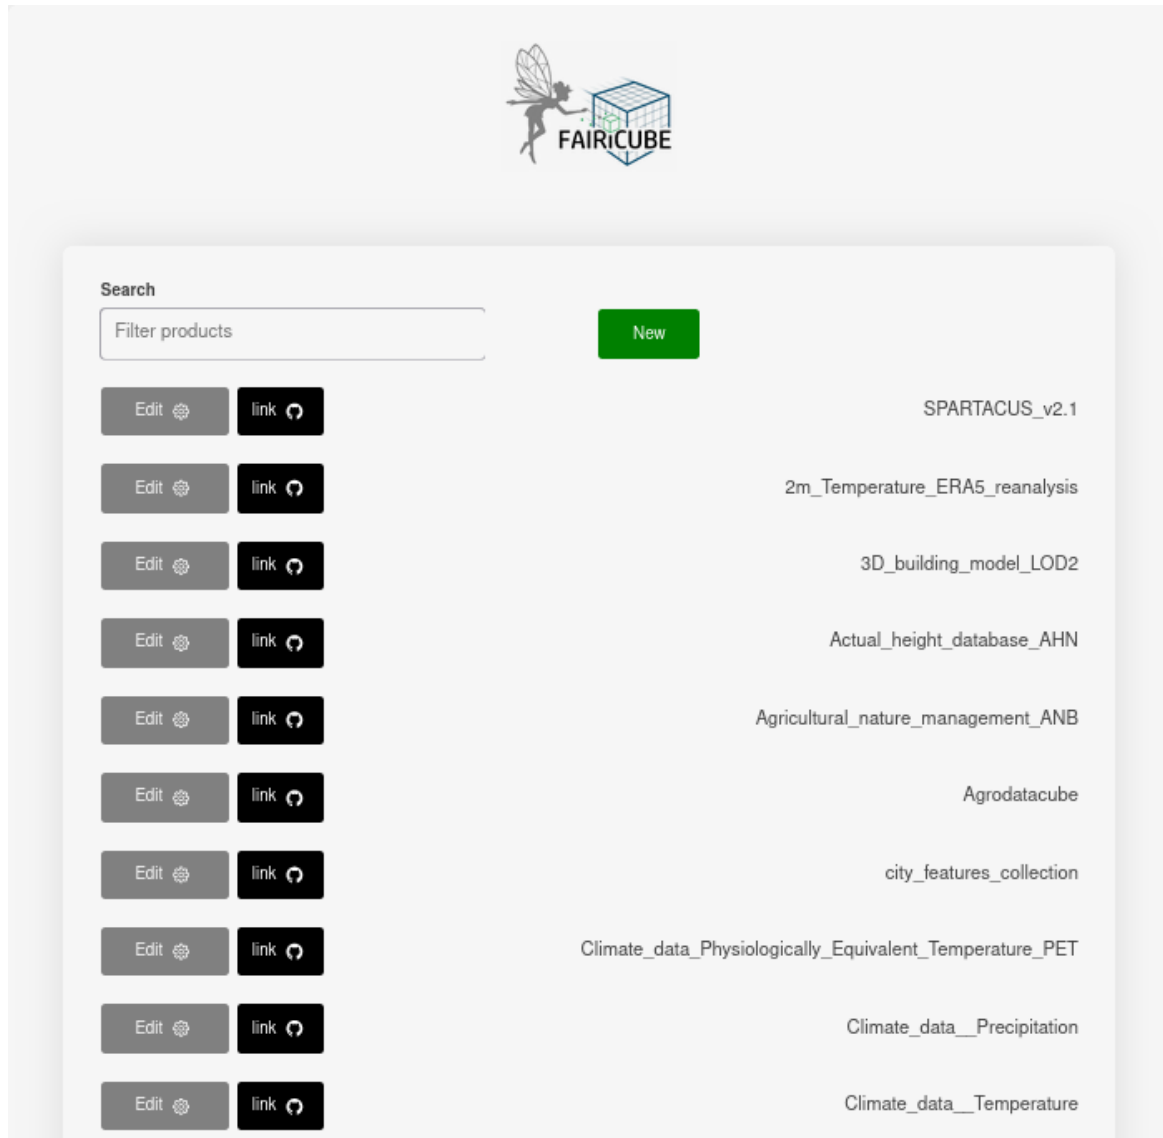 FAIRiCUBE
Search
Filter products
New
Edit link SPARTACUS_v2.1
Edit link 2m_Temperature_ERA5_reanalysis
Edit link 3D_building_model_LOD2
Edit link Actual_height_database_AHN
Edit link Agricultural_nature_management_ANB
Edit link Agrodatacube
Edit link city_features_collection
Edit link Climate_data_Physiologically_Equivalent_Temperature_PET
Edit link Climate_data__Precipitation
Edit link Climate_data__Temperature